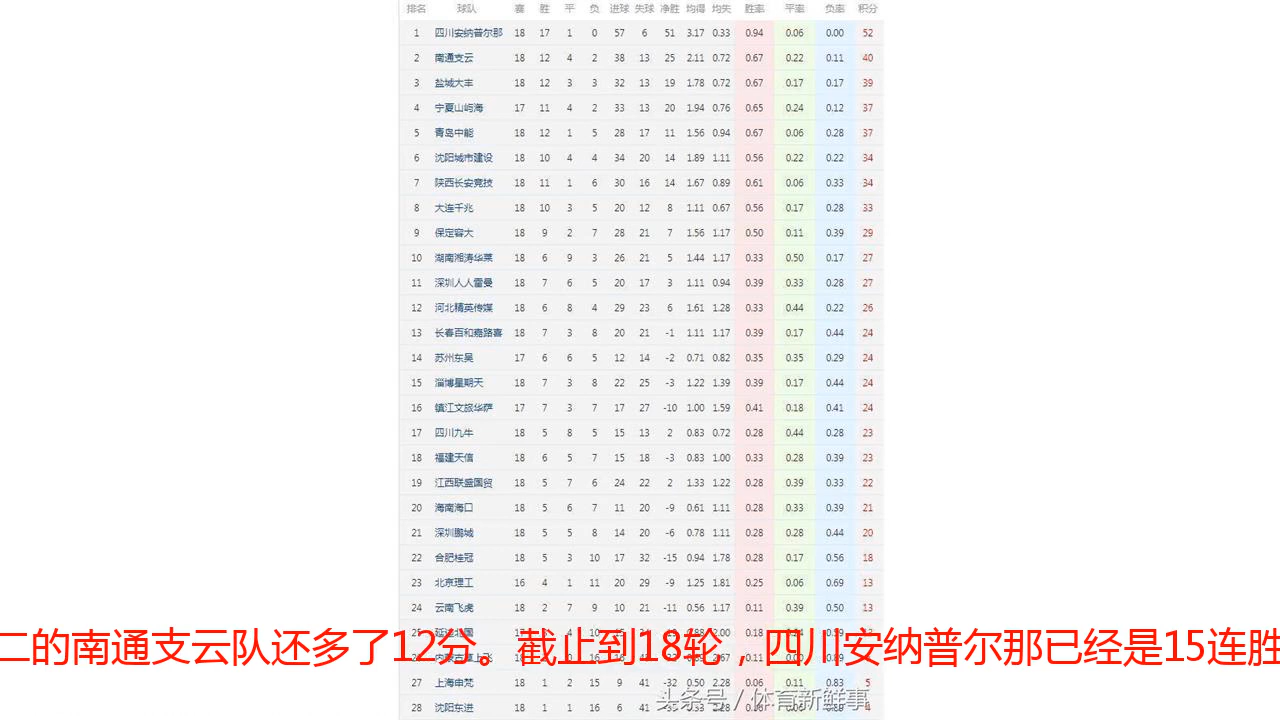 排名 球队 赛 胜 平 负 进球 失球 净胜 均得 均失 胜率 平率 负率 积分
1 四川安纳普尔那 18 17 1 0 57 6 51 3.17 0.33 0.94 0.06 0.00 52
2 南通支云 18 12 4 2 38 13 25 2.11 0.72 0.67 0.22 0.11 40
3 盐城大丰 18 12 3 3 32 13 19 1.78 0.72 0.67 0.17 0.17 39
4 宁夏山屿海 17 11 4 2 33 13 20 1.94 0.76 0.65 0.24 0.12 37
5 青岛中能 18 12 1 5 28 17 11 1.56 0.94 0.67 0.06 0.28 37
6 沈阳城市建设 18 10 4 4 34 20 14 1.89 1.11 0.56 0.22 0.22 34
7 陕西长安竞技 18 11 1 6 30 16 14 1.67 0.89 0.61 0.06 0.33 34
8 大连千兆 18 10 3 5 20 12 8 1.11 0.67 0.56 0.17 0.28 33
9 保定容大 18 9 2 7 28 21 7 1.56 1.17 0.50 0.11 0.39 29
10 湖南湘涛华莱 18 6 9 3 26 21 5 1.44 1.17 0.33 0.50 0.17 27
11 深圳人人雷曼 18 7 6 5 20 17 3 1.11 0.94 0.39 0.33 0.28 27
12 河北精英传媒 18 6 8 4 29 23 6 1.61 1.28 0.33 0.44 0.22 26
13 长春百和嘉路喜 18 7 3 8 20 21 -1 1.11 1.17 0.39 0.17 0.44 24
14 苏州东吴 17 6 6 5 12 14 -2 0.71 0.82 0.35 0.35 0.29 24
15 淄博星期天 18 7 3 8 22 25 -3 1.22 1.39 0.39 0.17 0.44 24
16 镇江文旅华萨 17 7 3 7 17 27 -10 1.00 1.59 0.41 0.18 0.41 24
17 四川九牛 18 5 8 5 15 13 2 0.83 0.72 0.28 0.44 0.28 23
18 福建天信 18 6 5 7 15 18 -3 0.83 1.00 0.33 0.28 0.39 23
19 江西联盛国贸 18 5 7 6 24 22 2 1.33 1.22 0.28 0.39 0.33 22
20 海南海口 18 5 6 7 11 20 -9 0.61 1.11 0.28 0.33 0.39 21
21 深圳鹏城 18 5 5 8 14 20 -6 0.78 1.11 0.28 0.28 0.44 20
22 合肥桂冠 18 5 3 10 17 32 -15 0.94 1.78 0.28 0.17 0.56 18
23 北京理工 16 4 1 11 20 29 -9 1.25 1.81 0.25 0.06 0.69 13
24 云南飞虎 18 2 7 9 10 21 -11 0.56 1.17 0.11 0.39 0.50 13
二的南通支云队还多了12分。截止到18轮，四川安纳普尔那已经是15连胜
27 上海申梵 18 1 2 15 9 41 -32 0.50 2.28 0.06 0.11 0.83 5
28 沈阳东进 18 1 1 16 6 41
头条号 / 体育新鲜事